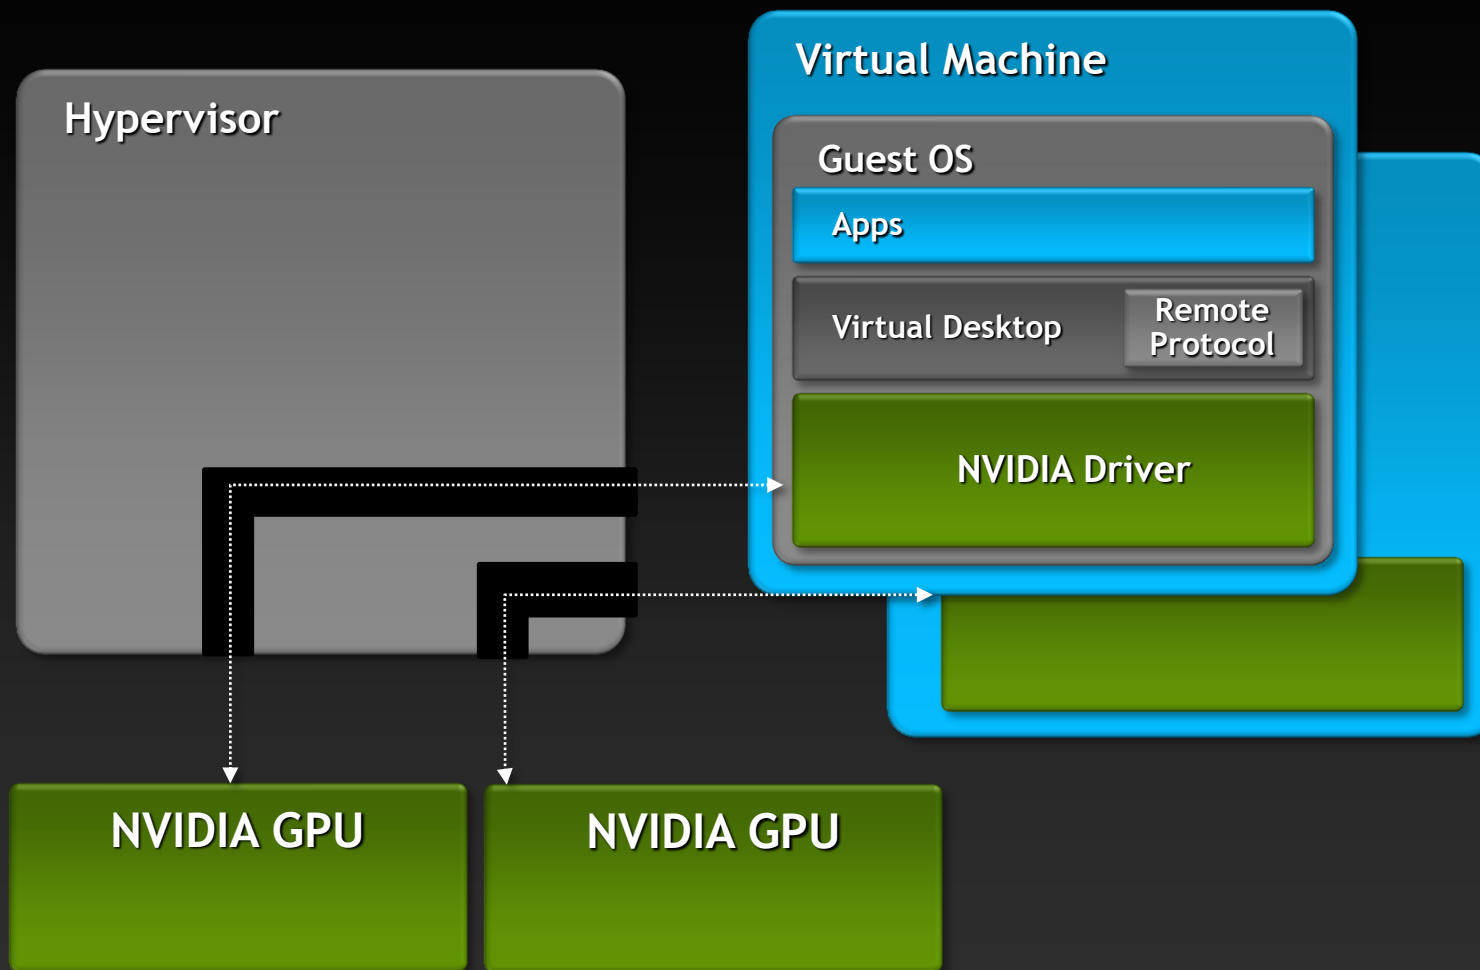 Hypervisor
Virtual Machine
Guest OS
Apps
Virtual Desktop
Remote
Protocol
NVIDIA Driver
NVIDIA GPU
NVIDIA GPU